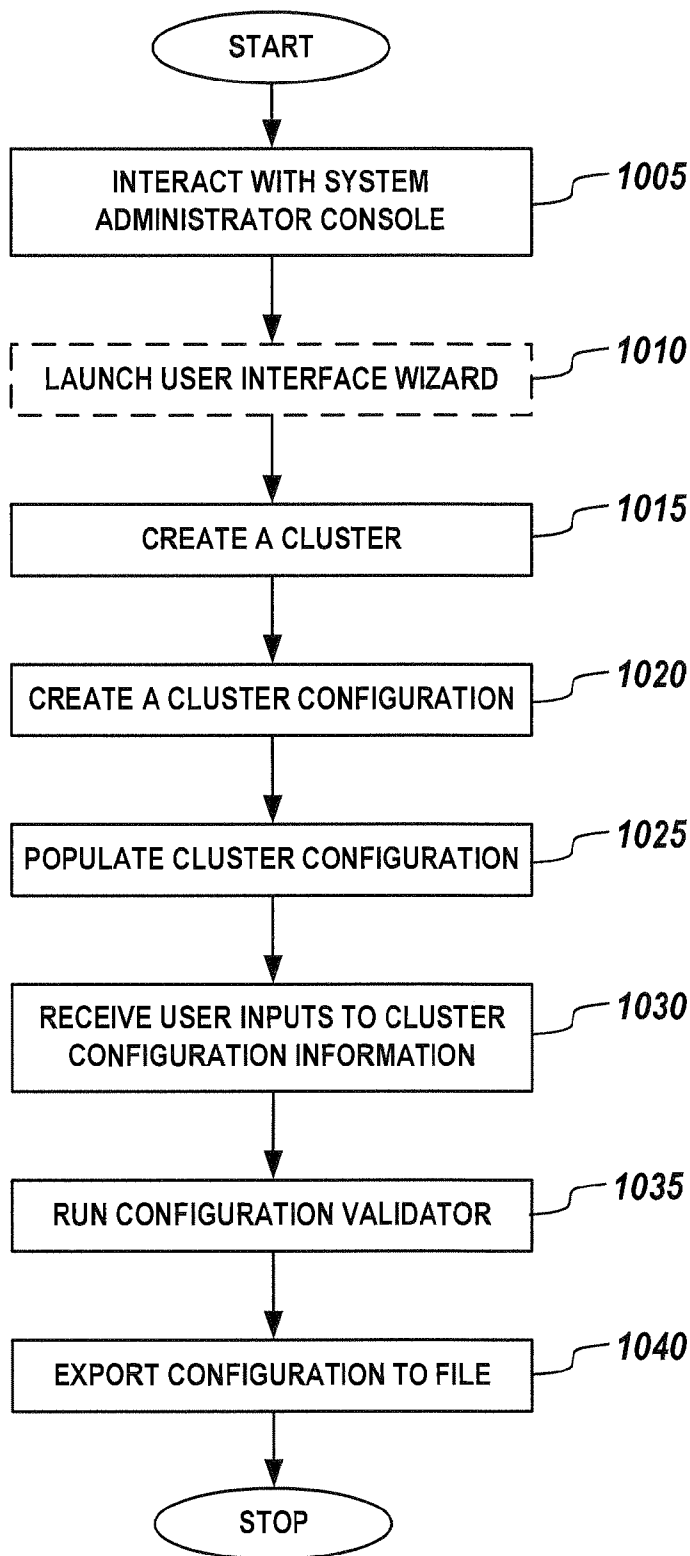 START
INTERACT WITH SYSTEM
ADMINISTRATOR CONSOLE
1005
LAUNCH USER INTERFACE WIZARD
1010
CREATE A CLUSTER
1015
CREATE A CLUSTER CONFIGURATION
1020
POPULATE CLUSTER CONFIGURATION
1025
RECEIVE USER INPUTS TO CLUSTER
CONFIGURATION INFORMATION
1030
RUN CONFIGURATION VALIDATOR
1035
EXPORT CONFIGURATION TO FILE
1040
STOP